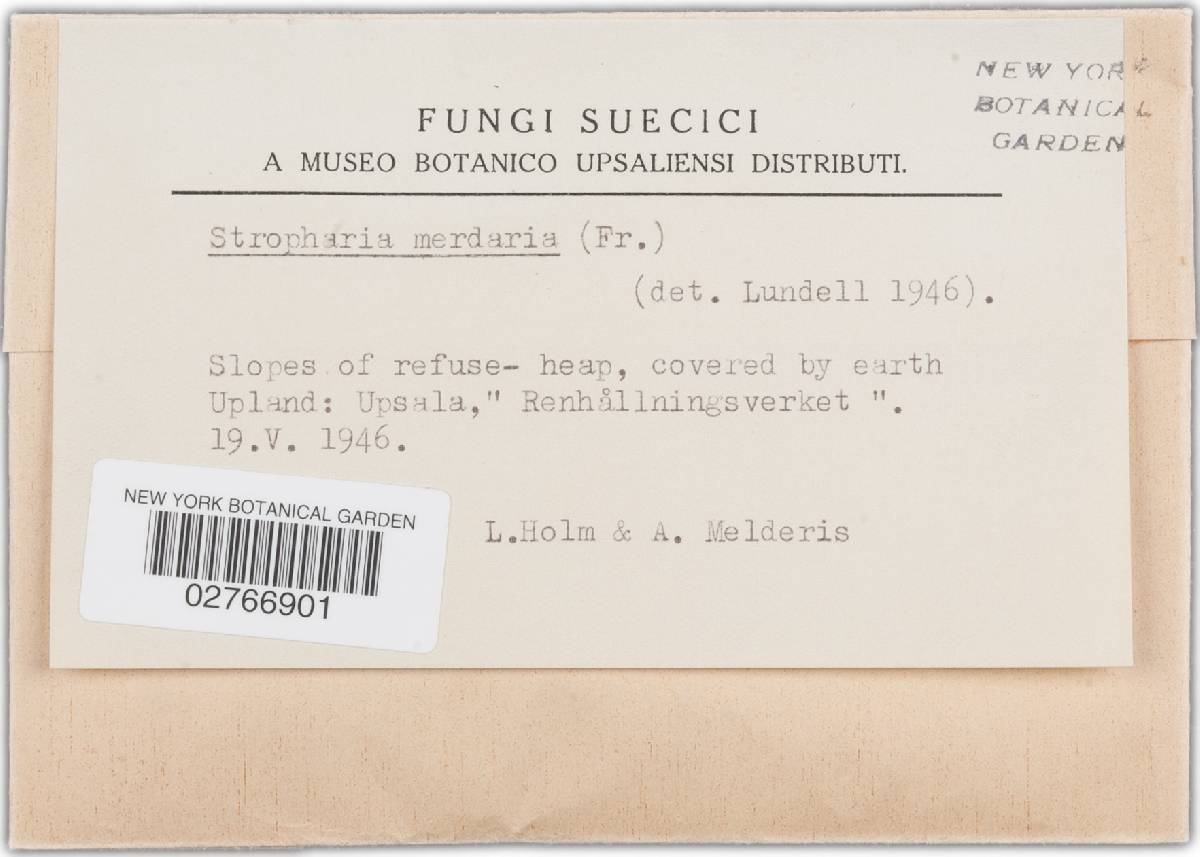 NEW YORK
BOTANICAL
GARDEN
FUNGI SUECICI
A MUSEO BOTANICO UPSALIENSI DISTRIBUTI.
Stropharia merdaria (Fr.)
(det. Lundell 1946).
Slopes of refuse- heap, covered by earth
Upland: Upsala," Renhållningsverket ".
19.V. 1946.
L.Holm & A. Melderis
NEW YORK BOTANICAL GARDEN
02766901